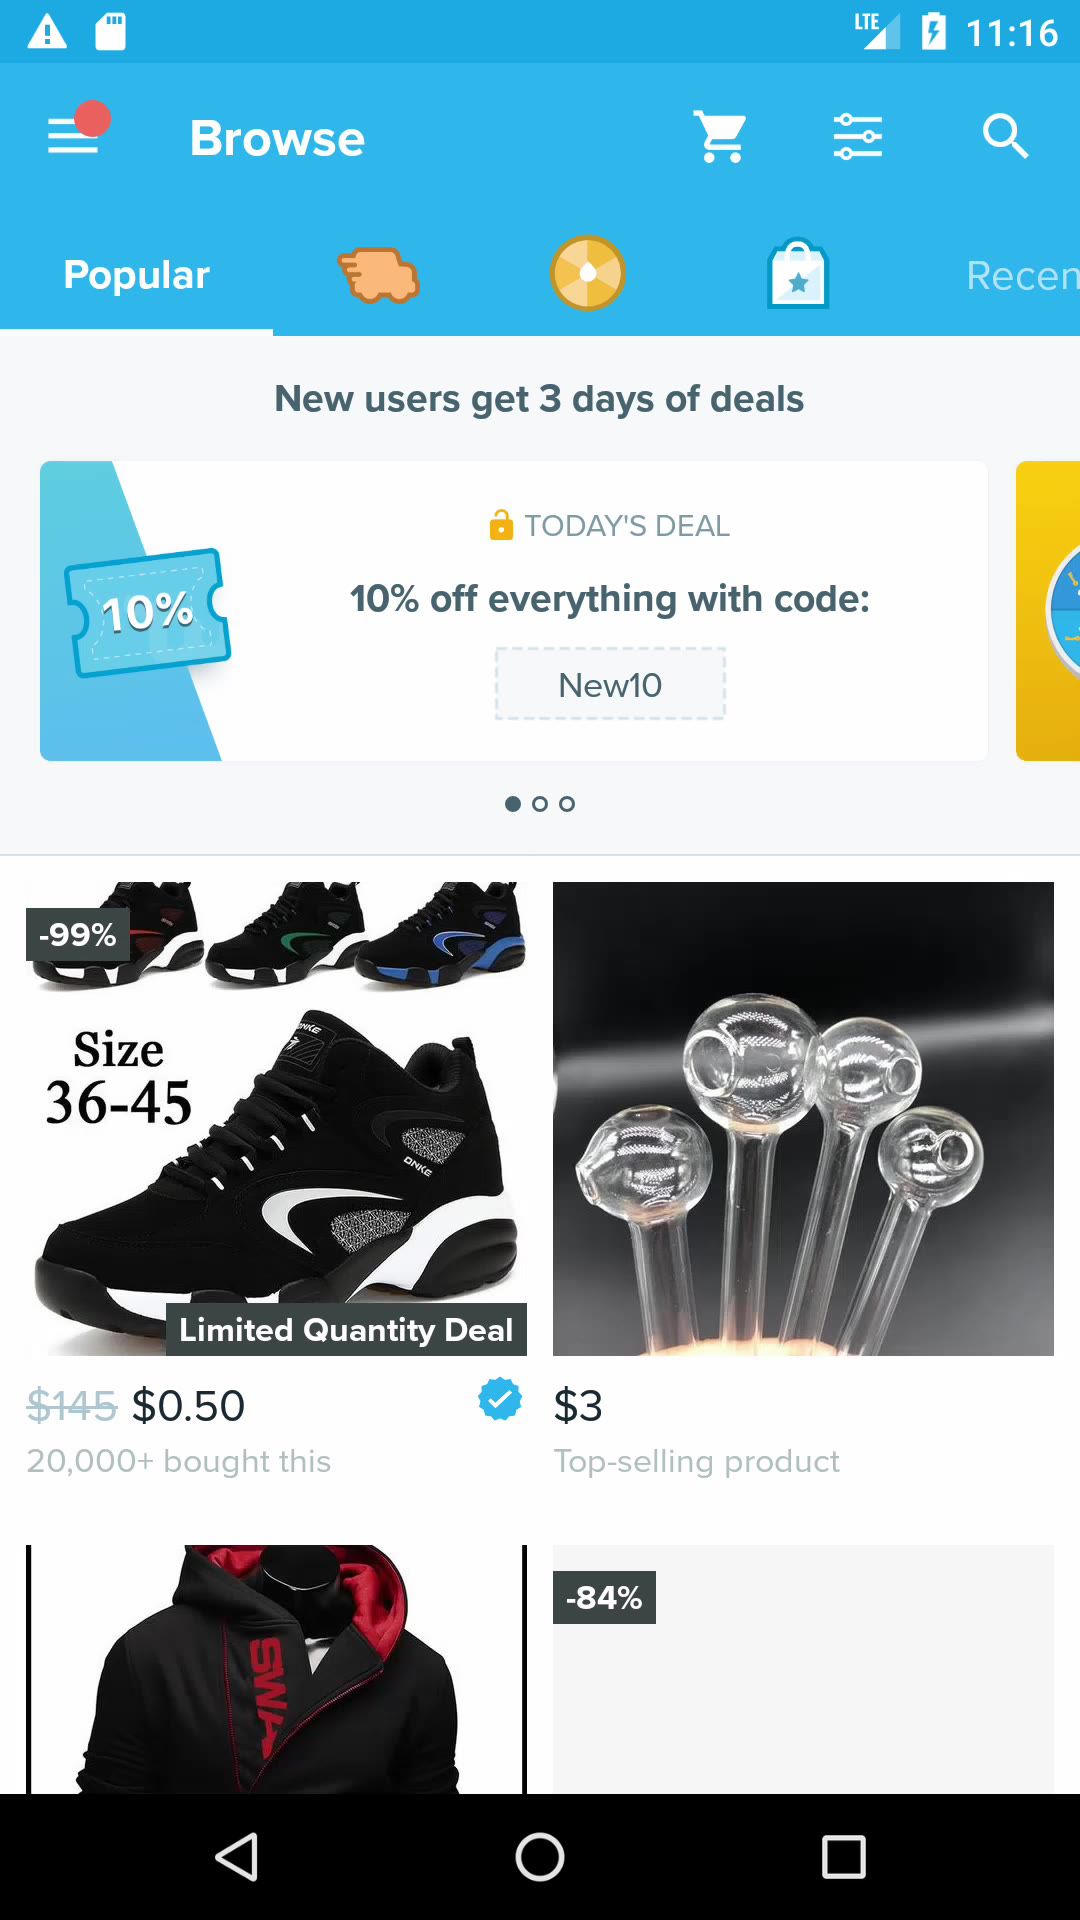 LTE 11:16
Browse
Popular
Recen
New users get 3 days of deals
TODAY'S DEAL
10%
10% off everything with code:
New10
-99%
Size
36-45
ONKE
ONKE
Limited Quantity Deal
$145 $0.50
$3
20,000+ bought this
Top-selling product
-84%
SWA